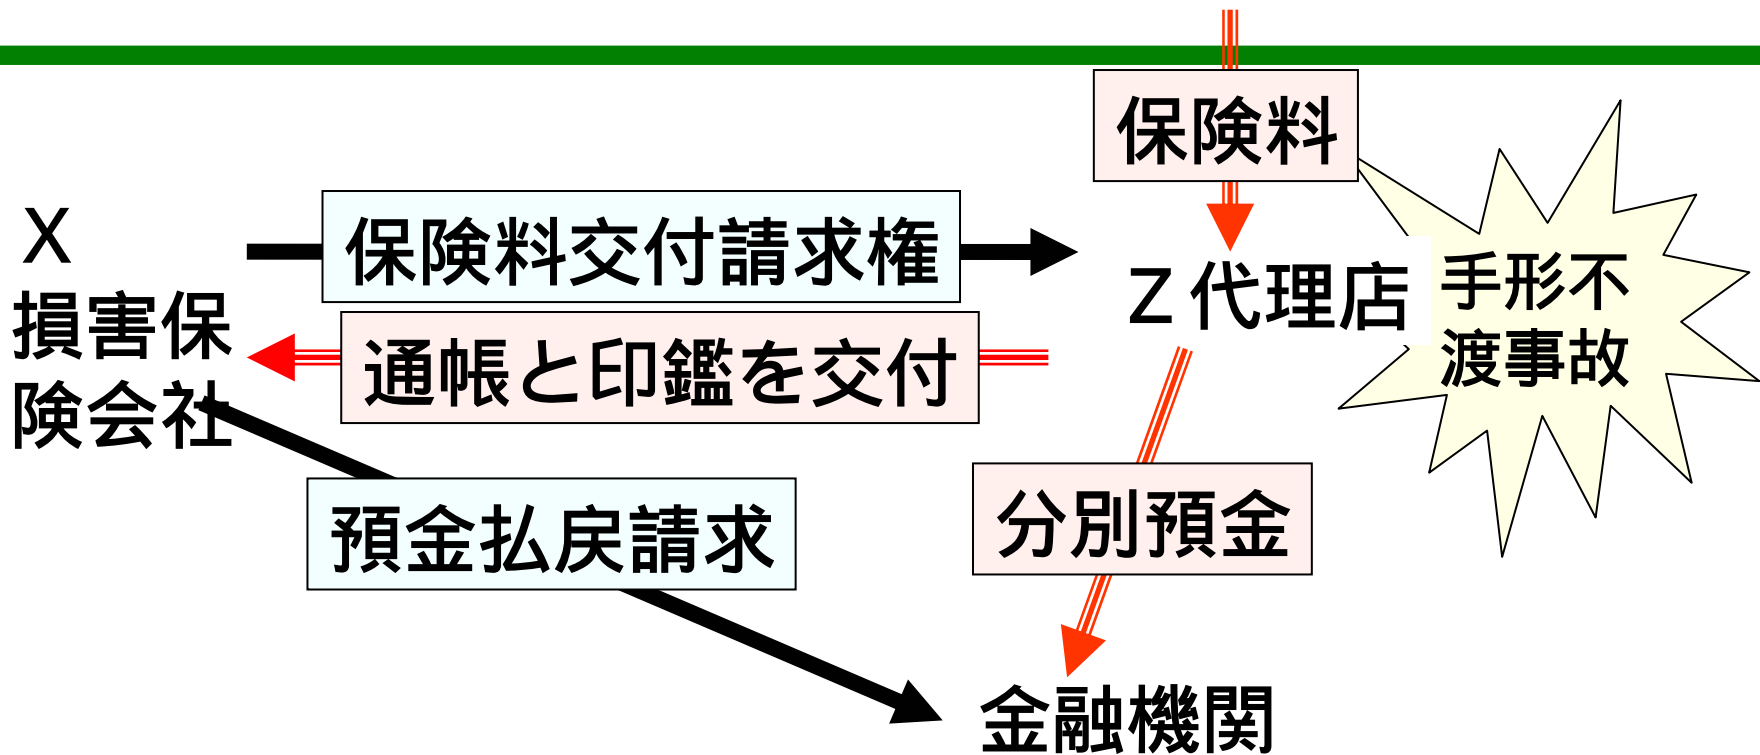 保険料
X
損害保
険会社
保険料交付請求権
Z代理店
手形不
渡事故
通帳と印鑑を交付
預金払戻請求
分別預金
金融機関